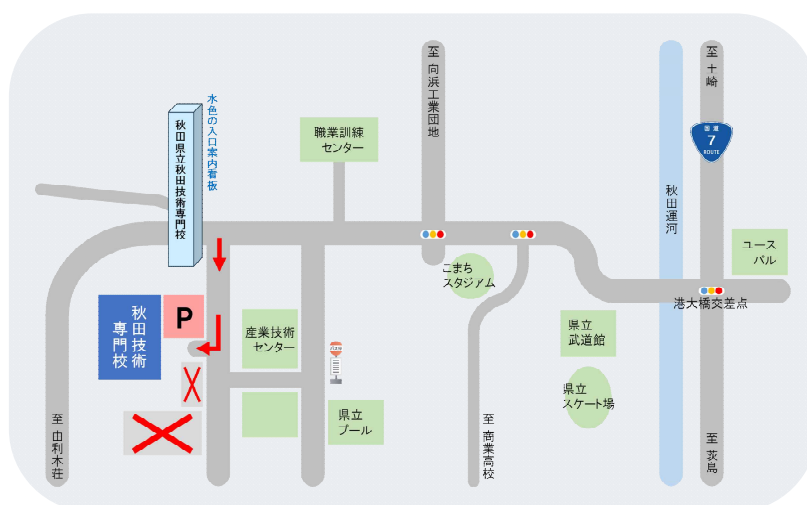 水色の入口案内看板
秋田県立秋田技術専門校
職業訓練
センター
至 向浜工業団地
至 土崎
国道
7
ROUTE
秋田運河
ユース
パル
こまち
スタジアム
港大橋交差点
秋田技術
専門校
P
産業技術
センター
県立
武道館
県立
スケート場
県立
プール
至 由利本荘
至 商業高校
至 茨島